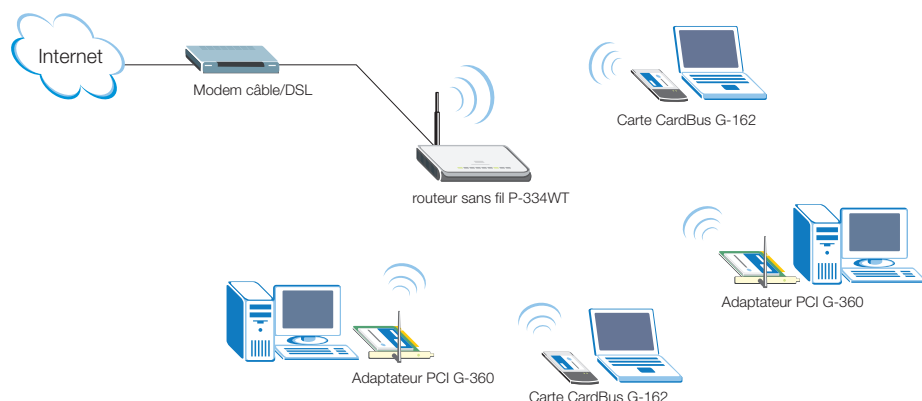 Internet
Modem câble/DSL
Carte CardBus G-162
routeur sans fil P-334WT
Adaptateur PCI G-360
Adaptateur PCI G-360
Carte CardBus G-162